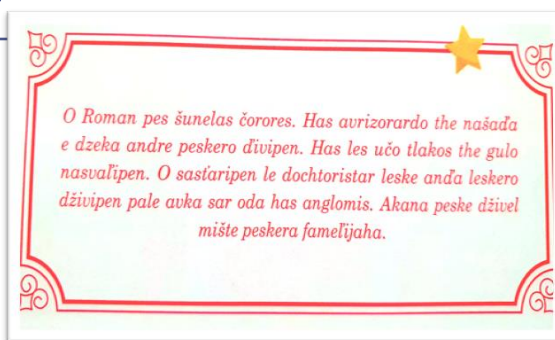 O Roman pes šunelas čorores. Has avrizorardo the našaďa
e dzeka andre peskero ďivipen. Has les učo tlakos the gulo
nasvaľipen. O sasťaripen le dochtoristar leske anďa leskero
dživipen pale avka sar oda has anglomis. Akana peske dživel
mište peskera fameľijaha.